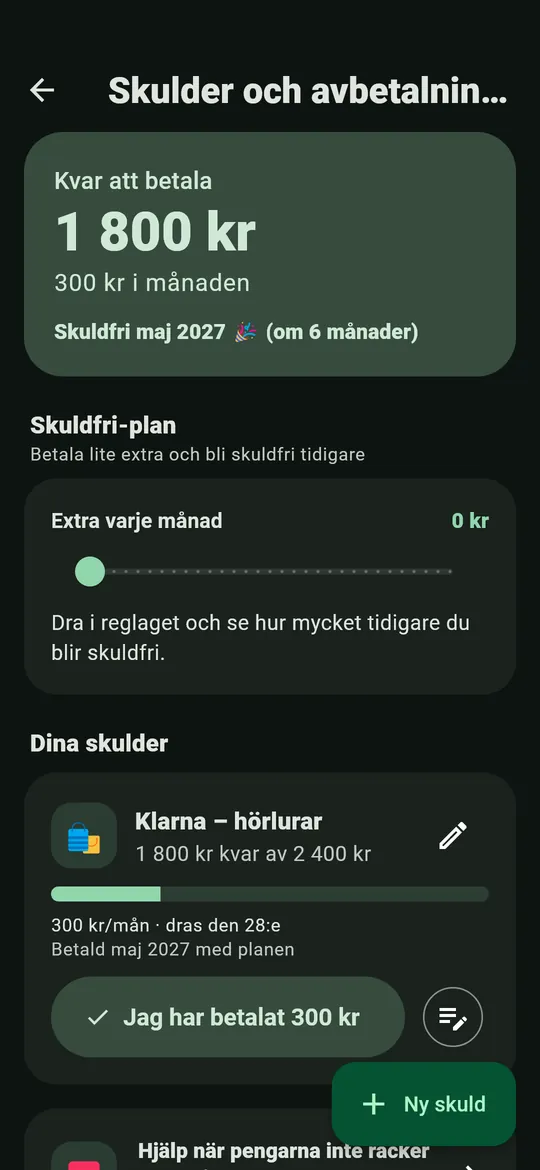 Skulder och avbetalnin…
Kvar att betala
1 800 kr
300 kr i månaden
Skuldfri maj 2027 🎉 (om 6 månader)
Skuldfri-plan
Betala lite extra och bli skuldfri tidigare
Extra varje månad
0 kr
Dra i reglaget och se hur mycket tidigare du
blir skuldfri.
Dina skulder
Klarna – hörlurar
1 800 kr kvar av 2 400 kr
300 kr/mån · dras den 28:e
Betald maj 2027 med planen
Jag har betalat 300 kr
Ny skuld
Hjälp när pengarna inte räcker